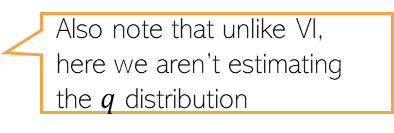 Also note that unlike VI,
here we aren't estimating
the q distribution